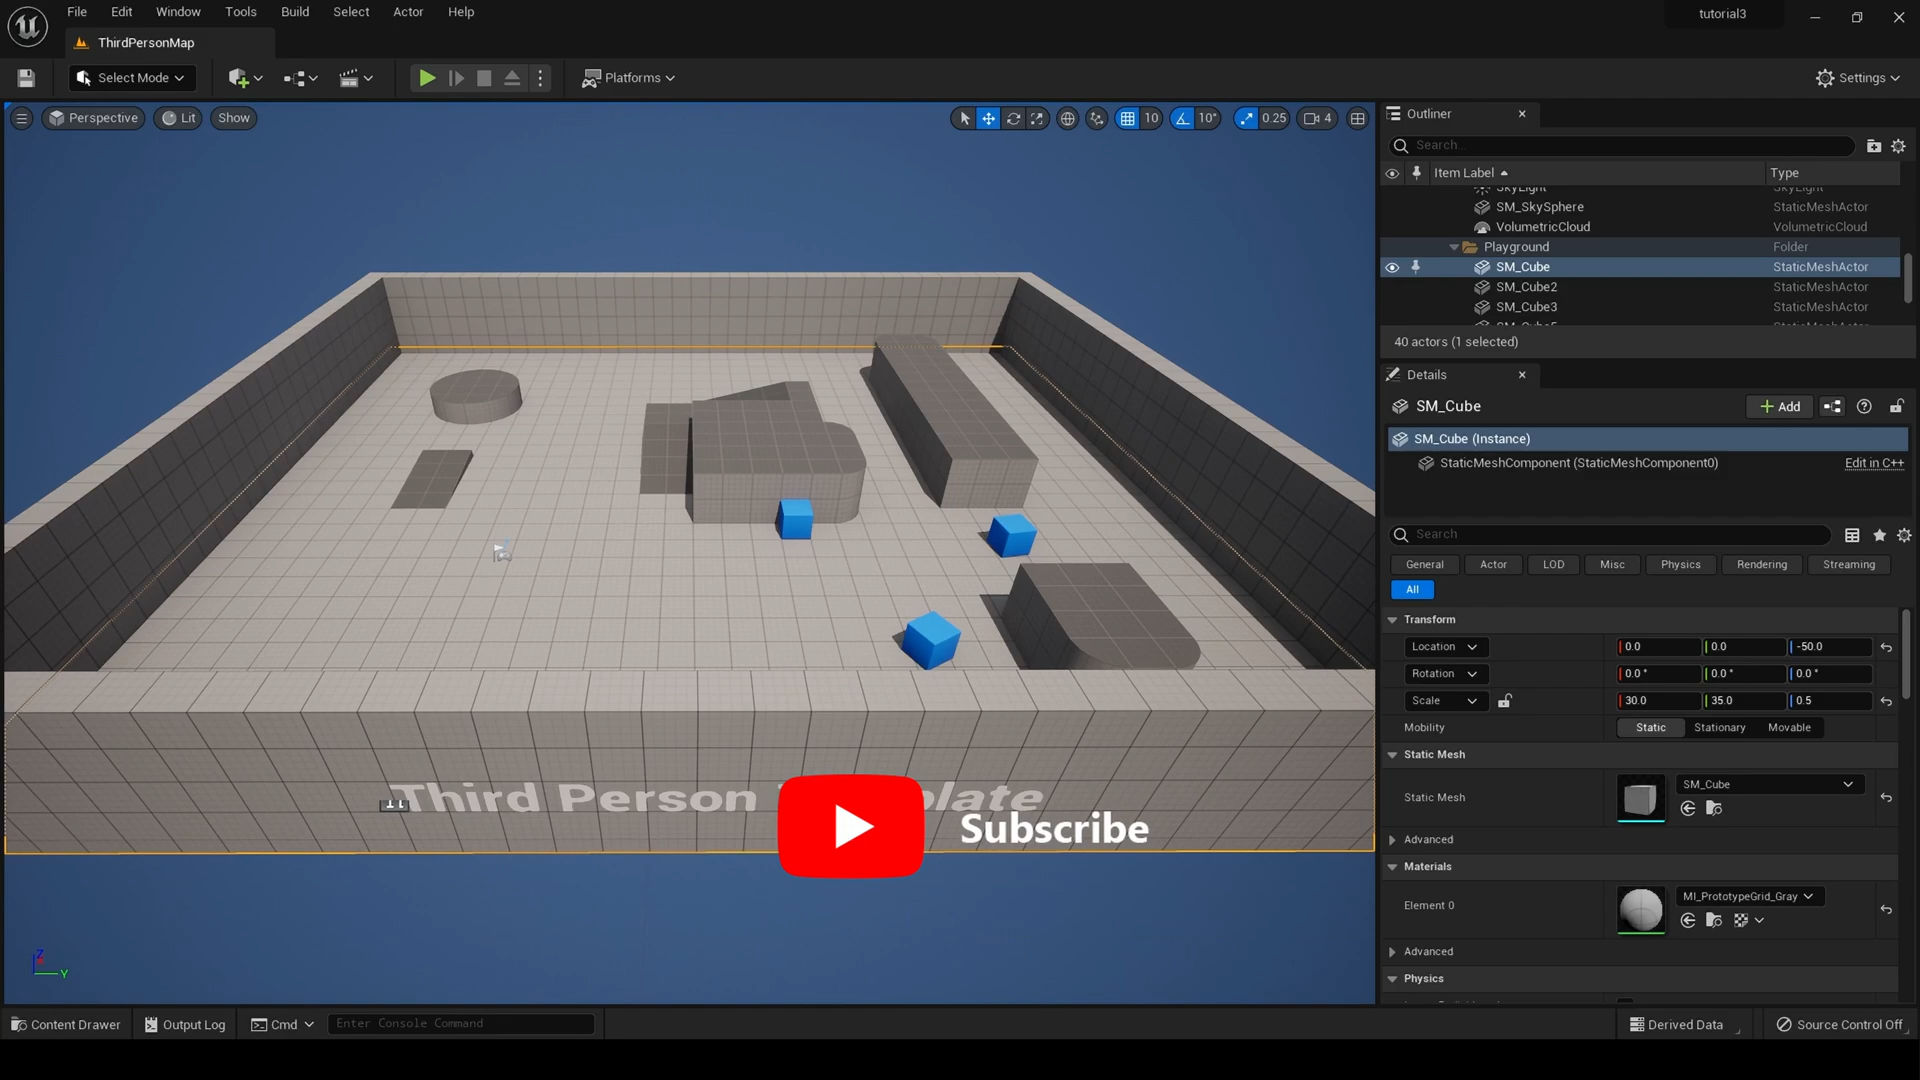 File Edit Window Tools Build Select Actor Help
tutorial3
ThirdPersonMap
Select Mode
Platforms
Settings
Perspective
Lit
Show
10
10°
0.25
4
Outliner
Search...
Item Label
Type
SkyLight SkyLight
SM_SkySphere StaticMeshActor
VolumetricCloud VolumetricCloud
Playground Folder
SM_Cube StaticMeshActor
SM_Cube2 StaticMeshActor
SM_Cube3 StaticMeshActor
40 actors (1 selected)
Details
SM_Cube
Add
SM_Cube (Instance)
StaticMeshComponent (StaticMeshComponent0) Edit in C++
Search
General Actor LOD Misc Physics Rendering Streaming
All
Transform
Location 0.0 0.0 -50.0
Rotation 0.0 ° 0.0 ° 0.0 °
Scale 30.0 35.0 0.5
Mobility Static Stationary Movable
Static Mesh
Static Mesh SM_Cube
Advanced
Materials
Element 0 MI_PrototypeGrid_Gray
Advanced
Physics
Third Person
late
Subscribe
Z
Y
Content Drawer
Output Log
Cmd
Enter Console Command
Derived Data
Source Control Off